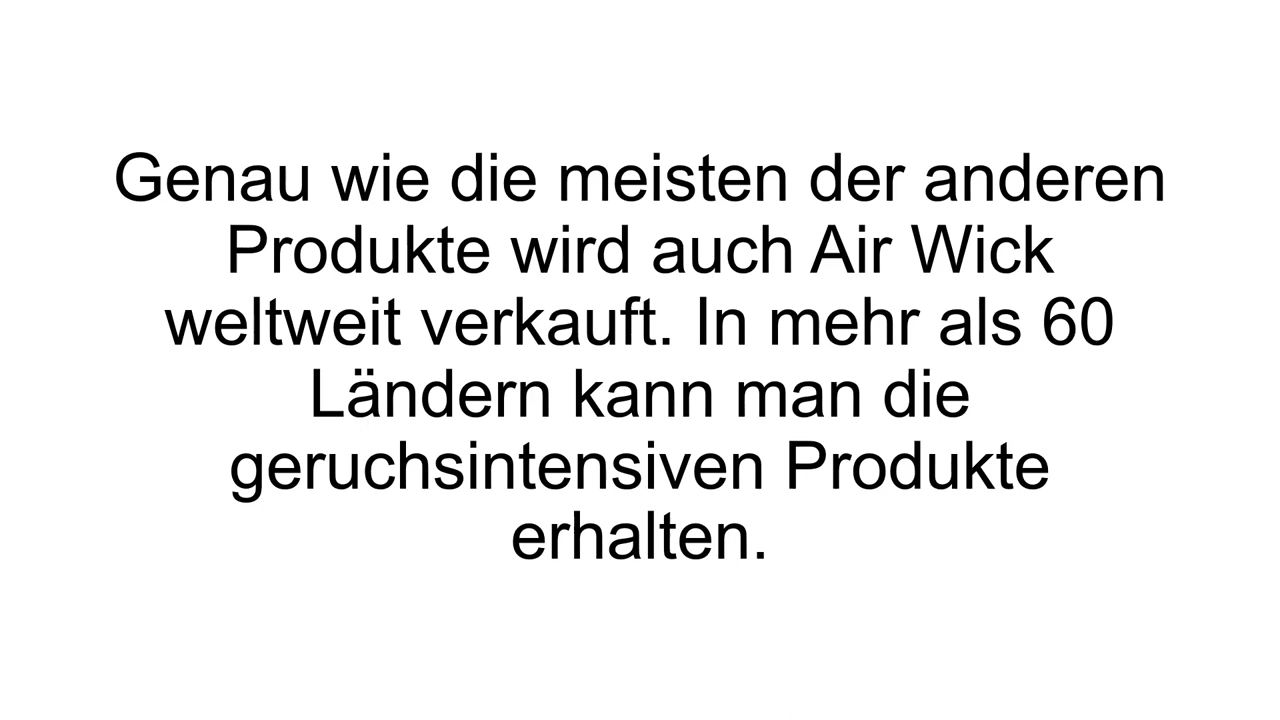 Genau wie die meisten der anderen
Produkte wird auch Air Wick
weltweit verkauft. In mehr als 60
Ländern kann man die
geruchsintensiven Produkte
erhalten.